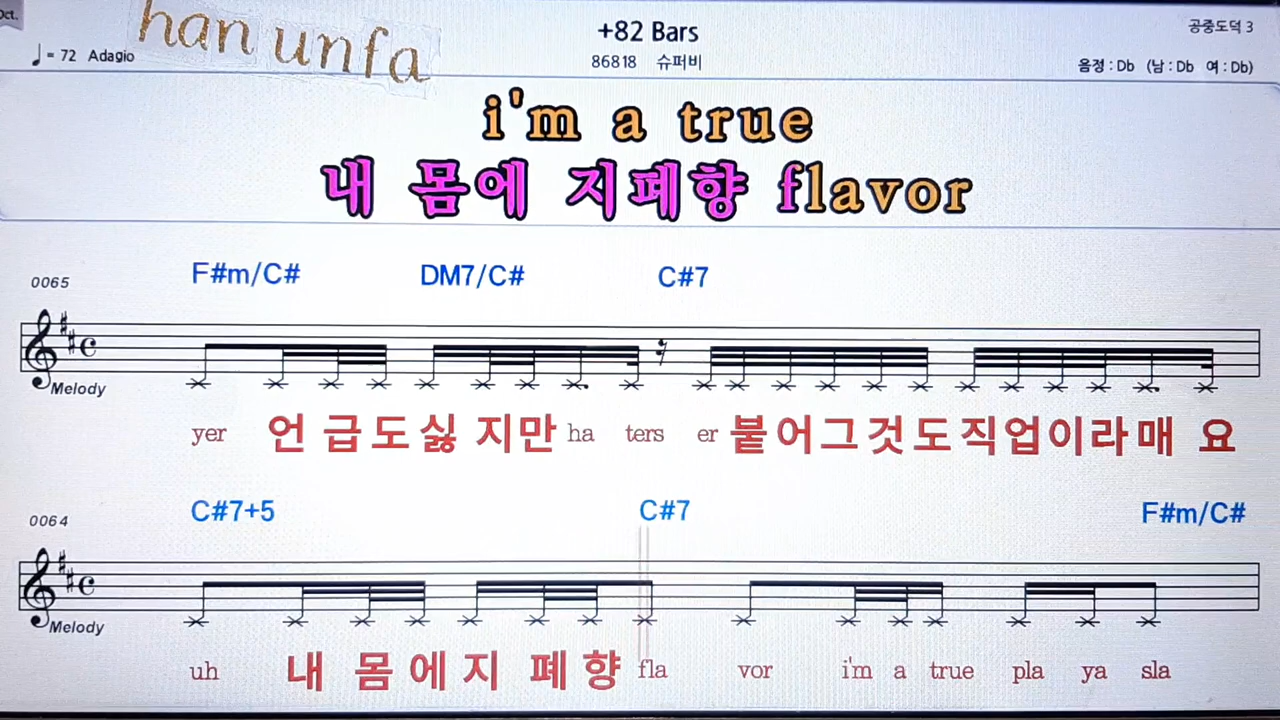 Oct.
han unfa
+82 Bars
공중도덕 3
♩= 72 Adagio
86818 슈퍼비
음정 : Db (남 : Db 여 : Db)
i'm a true
내 몸에 지폐향 flavor
0065
F#m/C# DM7/C# C#7
Melody
yer 언 급 도 싫 지 만 ha ters er 붙 어 그 것 도 직 업 이 라 매 요
0064
C#7+5 C#7 F#m/C#
Melody
uh 내 몸 에 지 폐 향 fla vor i'm a true pla ya sla